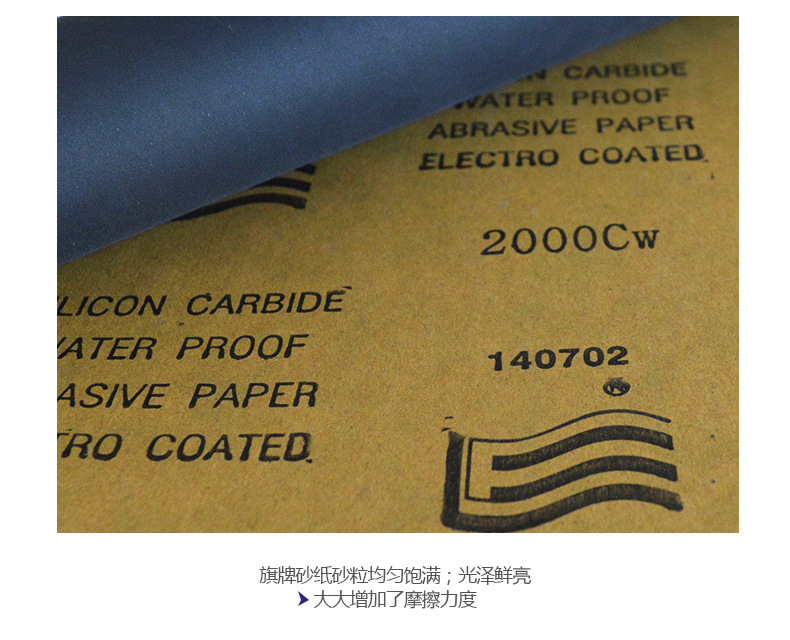 CARBIDE
WATER PROOF
ABRASIVE PAPER
ELECTRO COATED
2000Cw
LICON CARBIDE
ATER PROOF
ASIVE PAPER
TRO COATED
140702
旗牌砂纸砂粒均匀饱满；光泽鲜亮
大大增加了摩擦力度